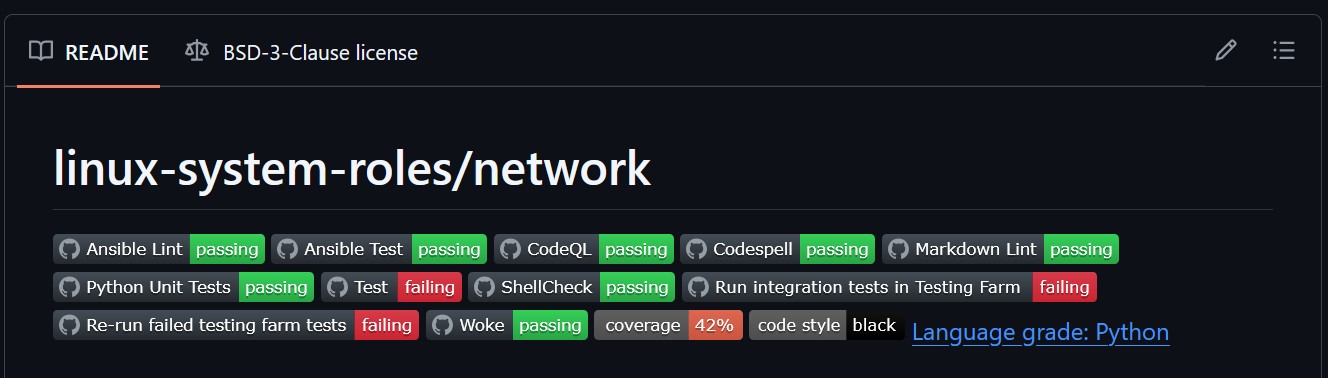 README BSD-3-Clause license
linux-system-roles/network
Ansible Lint passing Ansible Test passing CodeQL passing Codespell passing Markdown Lint passing
Python Unit Tests passing Test failing ShellCheck passing Run integration tests in Testing Farm failing
Re-run failed testing farm tests failing Woke passing coverage 42% code style black Language grade: Python